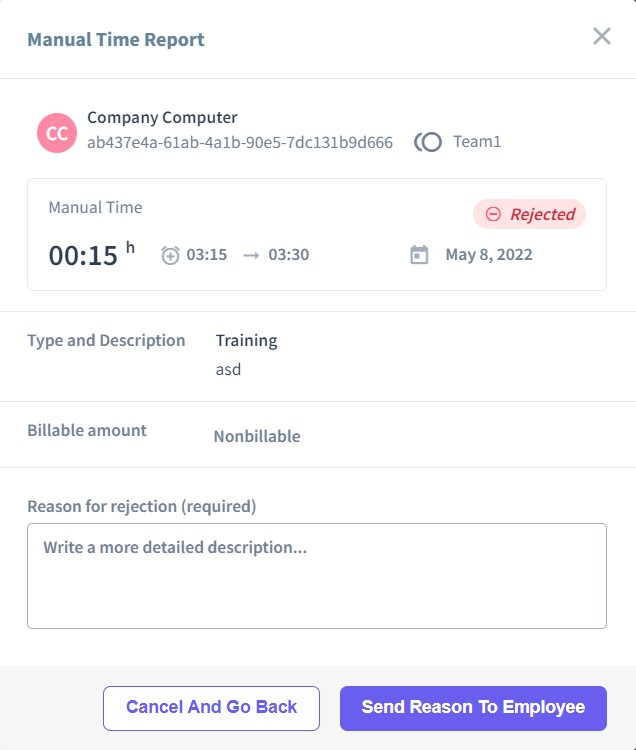 Manual Time Report
CC
Company Computer
ab437e4a-61ab-4a1b-90e5-7dc131b9d666
Team1
Manual Time
Rejected
00:15 h
03:15 → 03:30
May 8, 2022
Type and Description
Training
asd
Billable amount
Nonbillable
Reason for rejection (required)
Write a more detailed description...
Cancel And Go Back
Send Reason To Employee